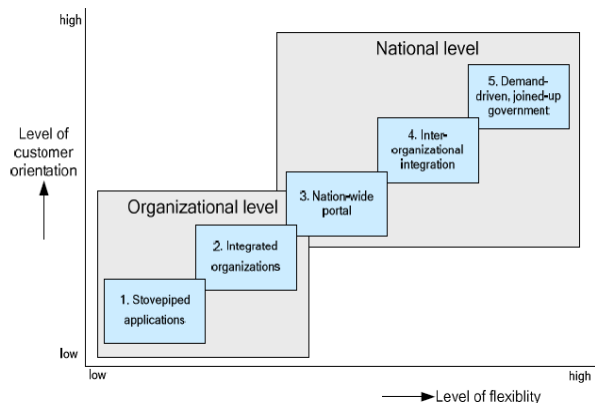 high
National level
5. Demand-
driven, joined-up
government
Level of
customer
orientation
4. Inter-
organizational
integration
Organizational level
3. Nation-wide
portal
2. Integrated
organizations
1. Stovepiped
applications
low
low
high
Level of flexiblity